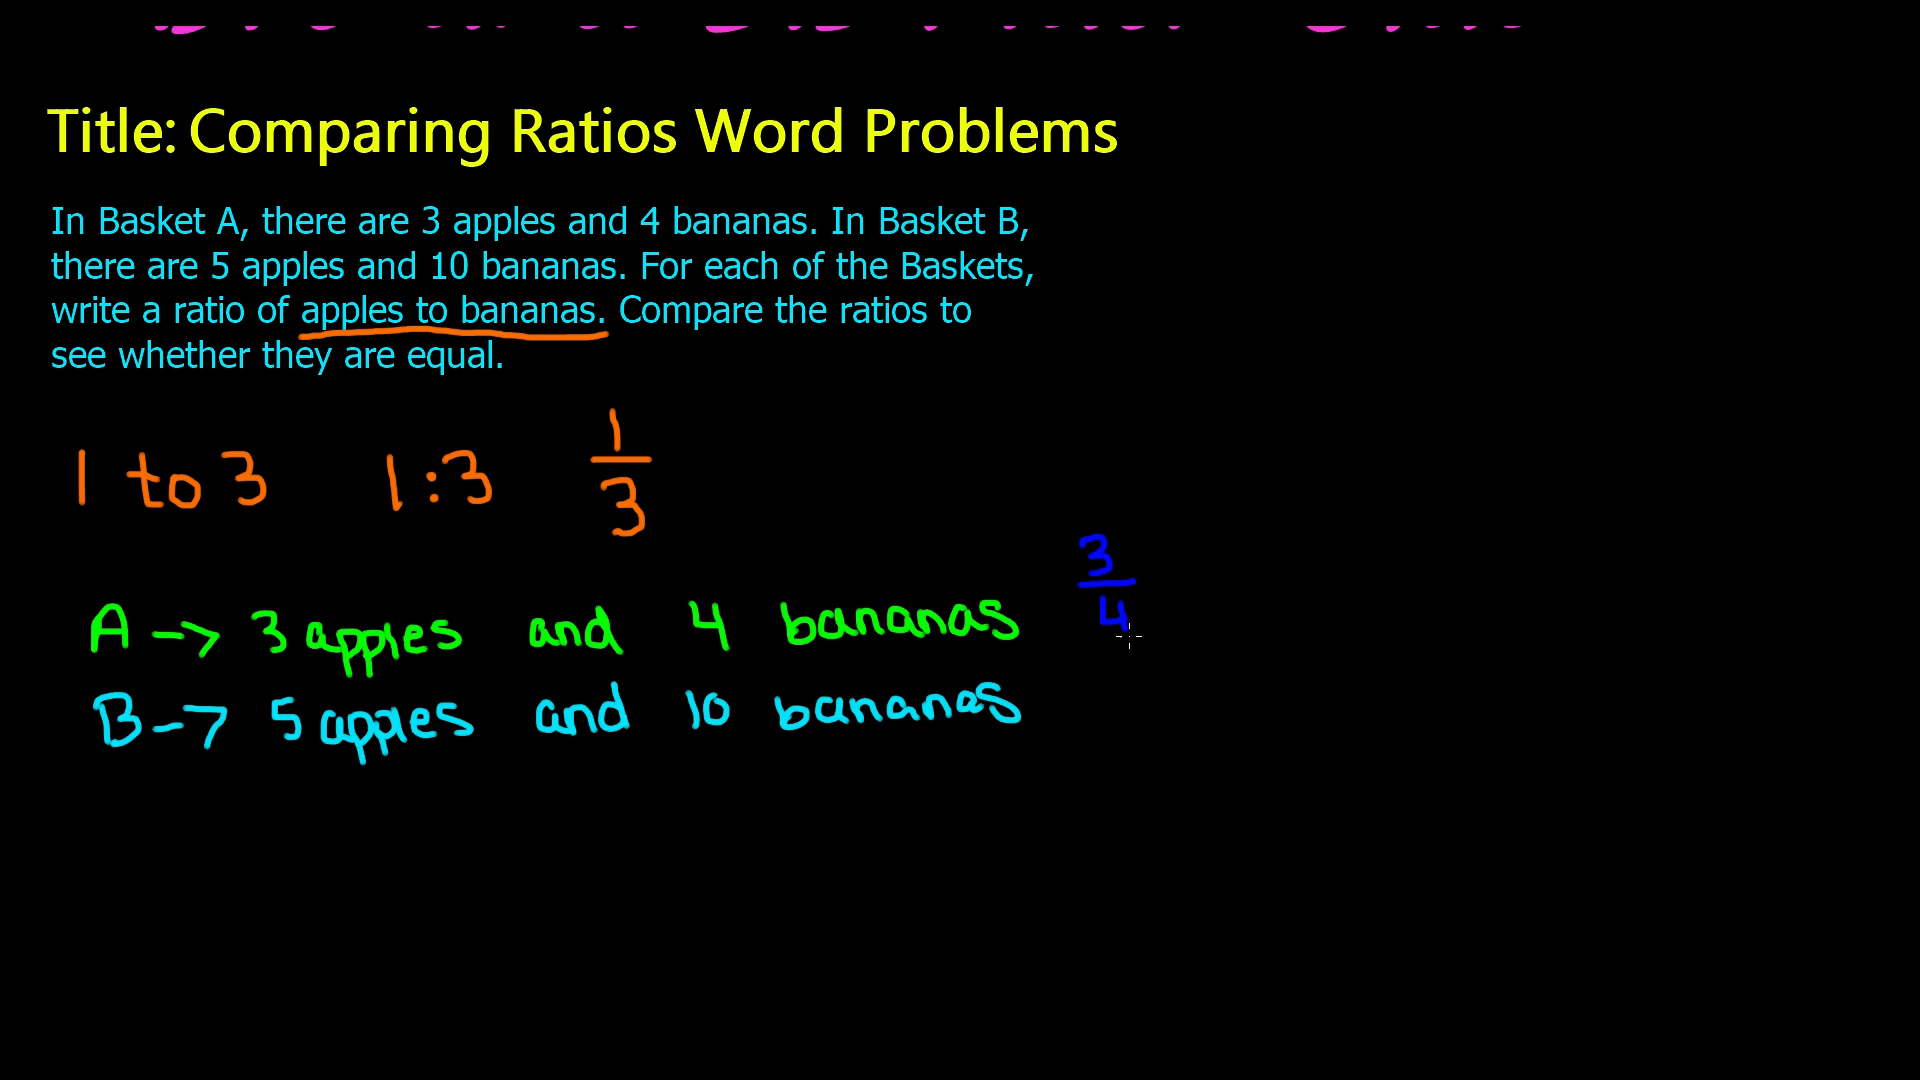 Title: Comparing Ratios Word Problems
In Basket A, there are 3 apples and 4 bananas. In Basket B,
there are 5 apples and 10 bananas. For each of the Baskets,
write a ratio of apples to bananas. Compare the ratios to
see whether they are equal.
1 to 3 1:3 1/3
A -> 3 apples and 4 bananas 3/4
B -> 5 apples and 10 bananas